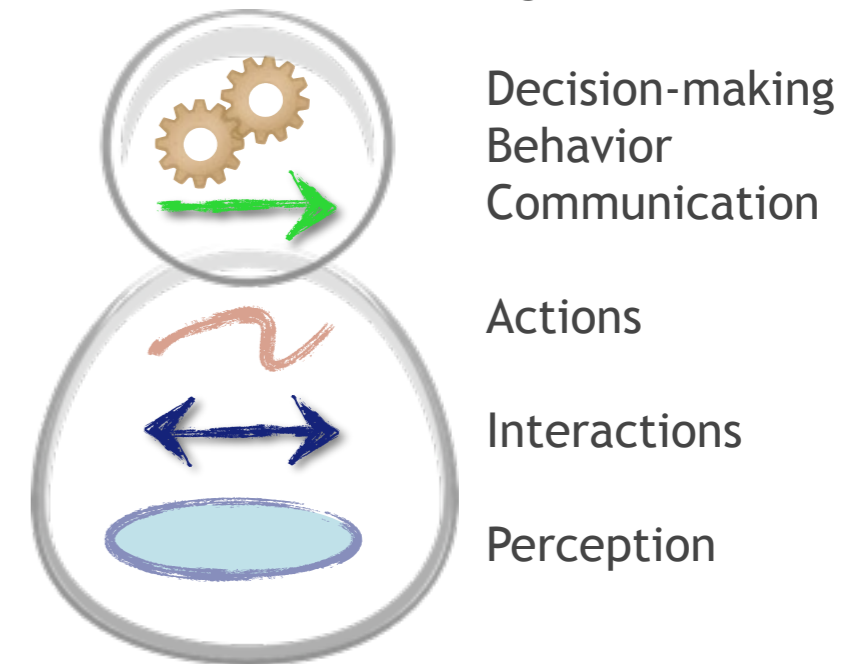 Decision-making
Behavior
Communication
Actions
Interactions
Perception